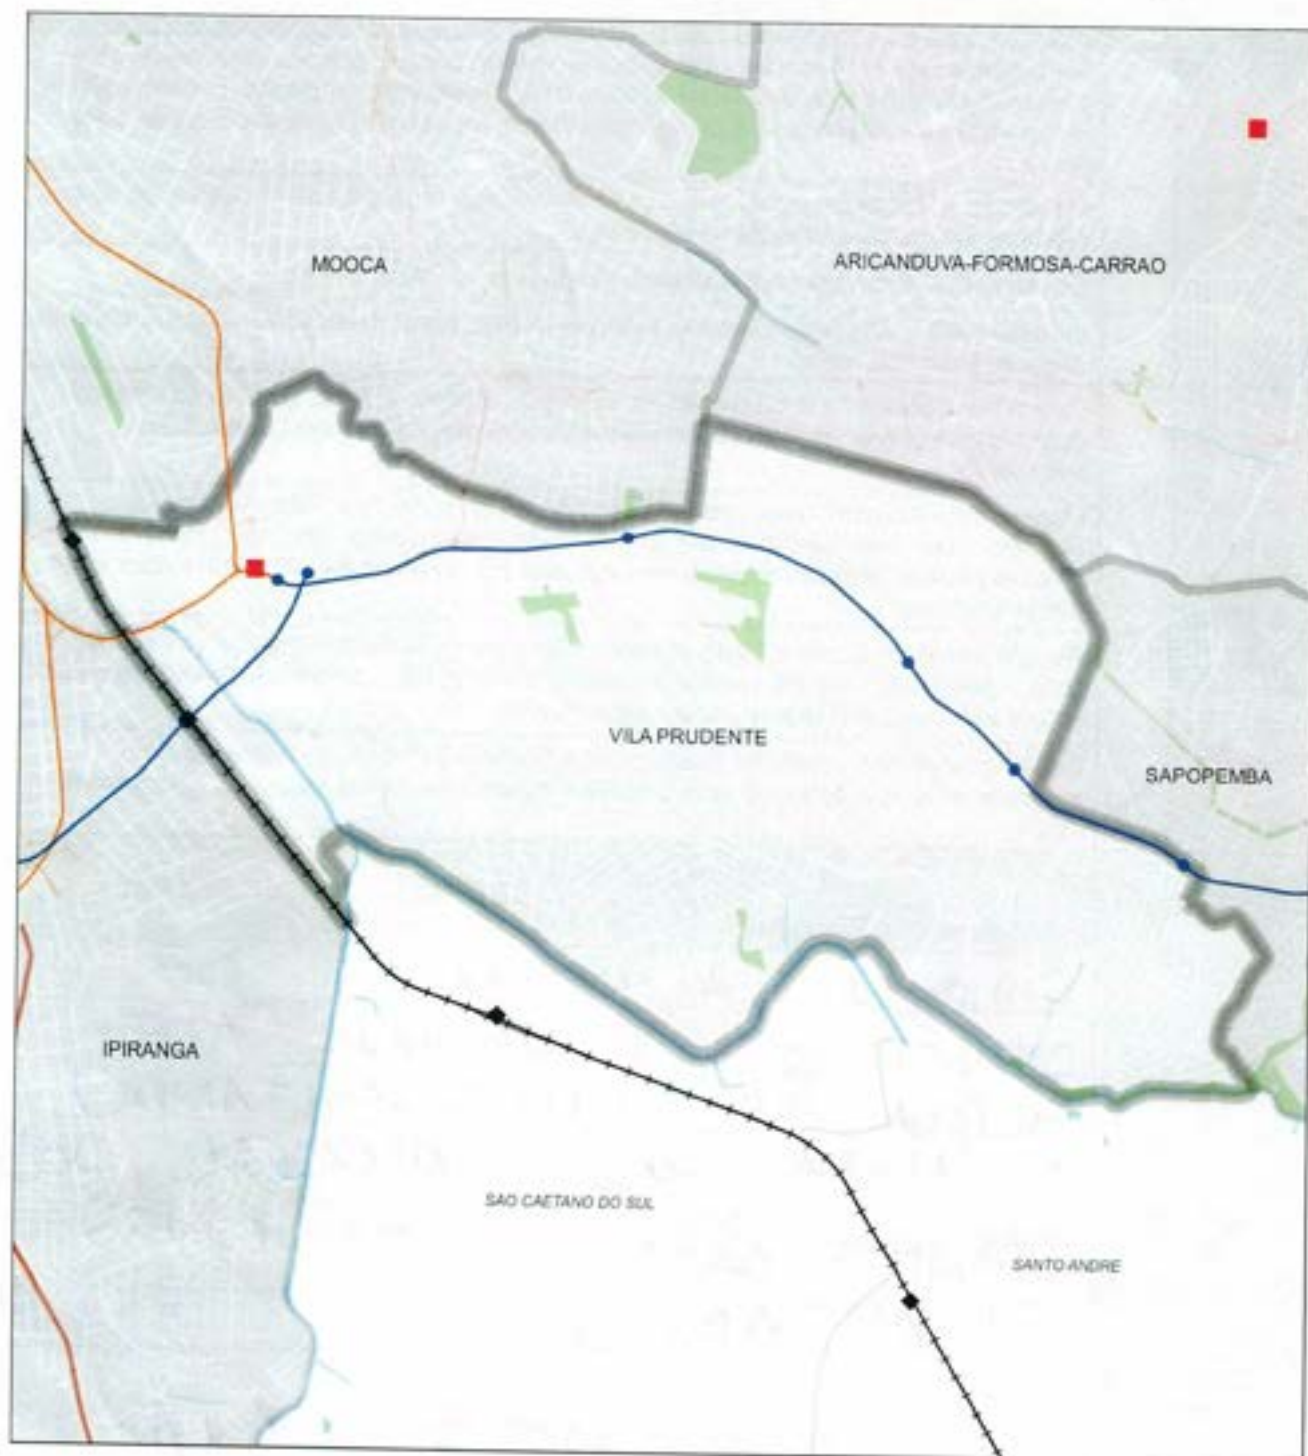 MOOCA
ARICANDUVA-FORMOSA-CARRAO
VILA PRUDENTE
SAPOPEMBA
IPIRANGA
SAO CAETANO DO SUL
SANTO ANDRE